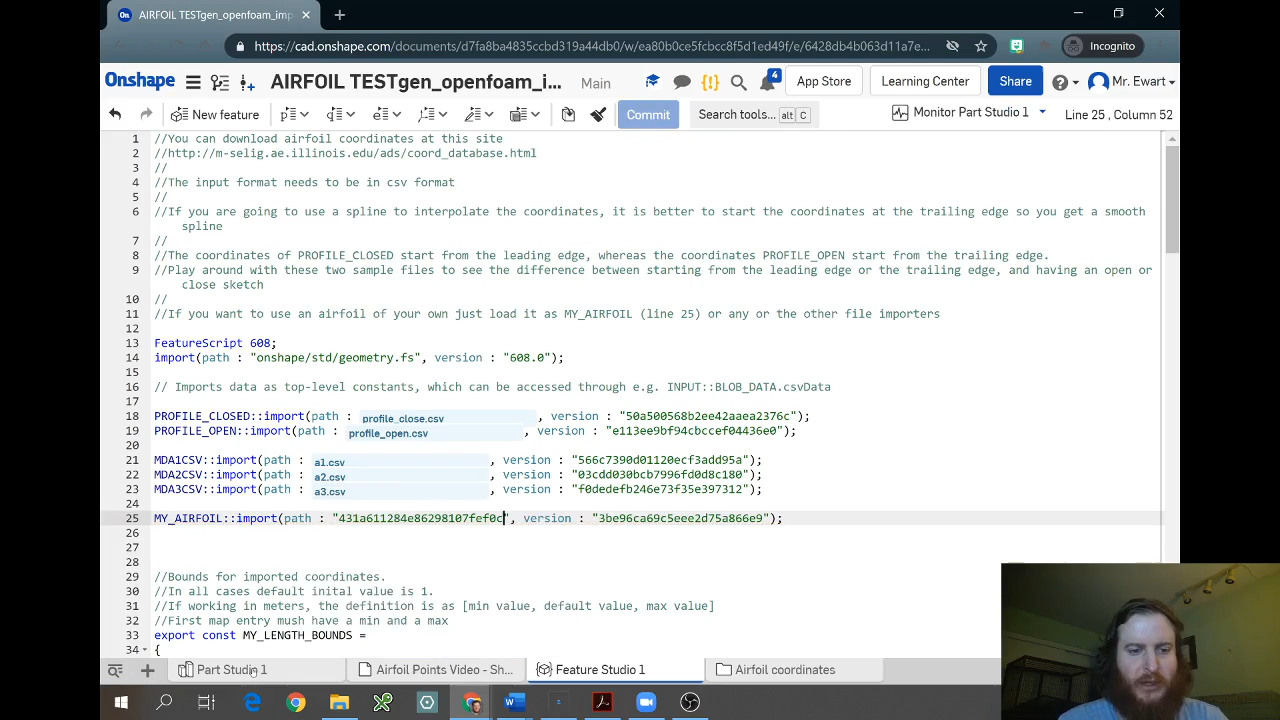 AIRFOIL TESTgen_openfoam_imp
https://cad.onshape.com/documents/d7fa8ba4835ccbd319a44db0/w/ea80b0ce5fcbcc8f5d1ed49f/e/6428db4b063d11a7e...
Incognito
Onshape
AIRFOIL TESTgen_openfoam_i...
Main
4
App Store
Learning Center
Share
Mr. Ewart
New feature
Commit
Search tools... alt C
Monitor Part Studio 1
Line 25, Column 52
1 //You can download airfoil coordinates at this site
2 //http://m-selig.ae.illinois.edu/ads/coord_database.html
3 //
4 //The input format needs to be in csv format
5 //
6 //If you are going to use a spline to interpolate the coordinates, it is better to start the coordinates at the trailing edge so you get a smooth
spline
7 //
8 //The coordinates of PROFILE_CLOSED start from the leading edge, whereas the coordinates PROFILE_OPEN start from the trailing edge.
9 //Play around with these two sample files to see the difference between starting from the leading edge or the trailing edge, and having an open or
close sketch
10 //
11 //If you want to use an airfoil of your own just load it as MY_AIRFOIL (line 25) or any or the other file importers
12
13 FeatureScript 608;
14 import(path : "onshape/std/geometry.fs", version : "608.0");
15
16 // Imports data as top-level constants, which can be accessed through e.g. INPUT::BLOB_DATA.csvData
17
18 PROFILE_CLOSED::import(path : profile_close.csv , version : "50a500568b2ee42aaea2376c");
19 PROFILE_OPEN::import(path : profile_open.csv , version : "e113ee9bf94cbccef04436e0");
20
21 MDA1CSV::import(path : a1.csv , version : "566c7390d01120ecf3add95a");
22 MDA2CSV::import(path : a2.csv , version : "03cdd030bcb7996fd0d8c180");
23 MDA3CSV::import(path : a3.csv , version : "f0dedefb246e73f35e397312");
24
25 MY_AIRFOIL::import(path : "431a611284e86298107fef0c", version : "3be96ca69c5eee2d75a866e9");
26
27
28
29 //Bounds for imported coordinates.
30 //In all cases default inital value is 1.
31 //If working in meters, the definition is as [min value, default value, max value]
32 //First map entry mush have a min and a max
33 export const MY_LENGTH_BOUNDS =
34 {
Part Studio 1
Airfoil Points Video - Sh...
Feature Studio 1
Airfoil coordinates